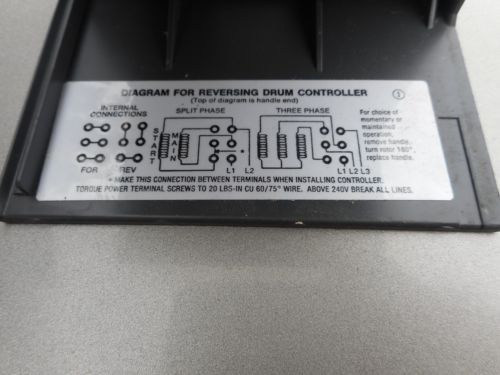 DIAGRAM FOR REVERSING DRUM CONTROLLER
(Top of diagram is handle end)
INTERNAL
CONNECTIONS
FOR
REV
SPLIT PHASE
START
MAIN
*
L1
L2
THREE PHASE
L1 L2 L3
For choice of
momentary or
maintained
operation,
remove handle,
turn rotor 180°,
replace handle.
* MAKE THIS CONNECTION BETWEEN TERMINALS WHEN INSTALLING CONTROLLER.
TORQUE POWER TERMINAL SCREWS TO 20 LBS-IN CU 60/75° WIRE. ABOVE 240V BREAK ALL LINES.